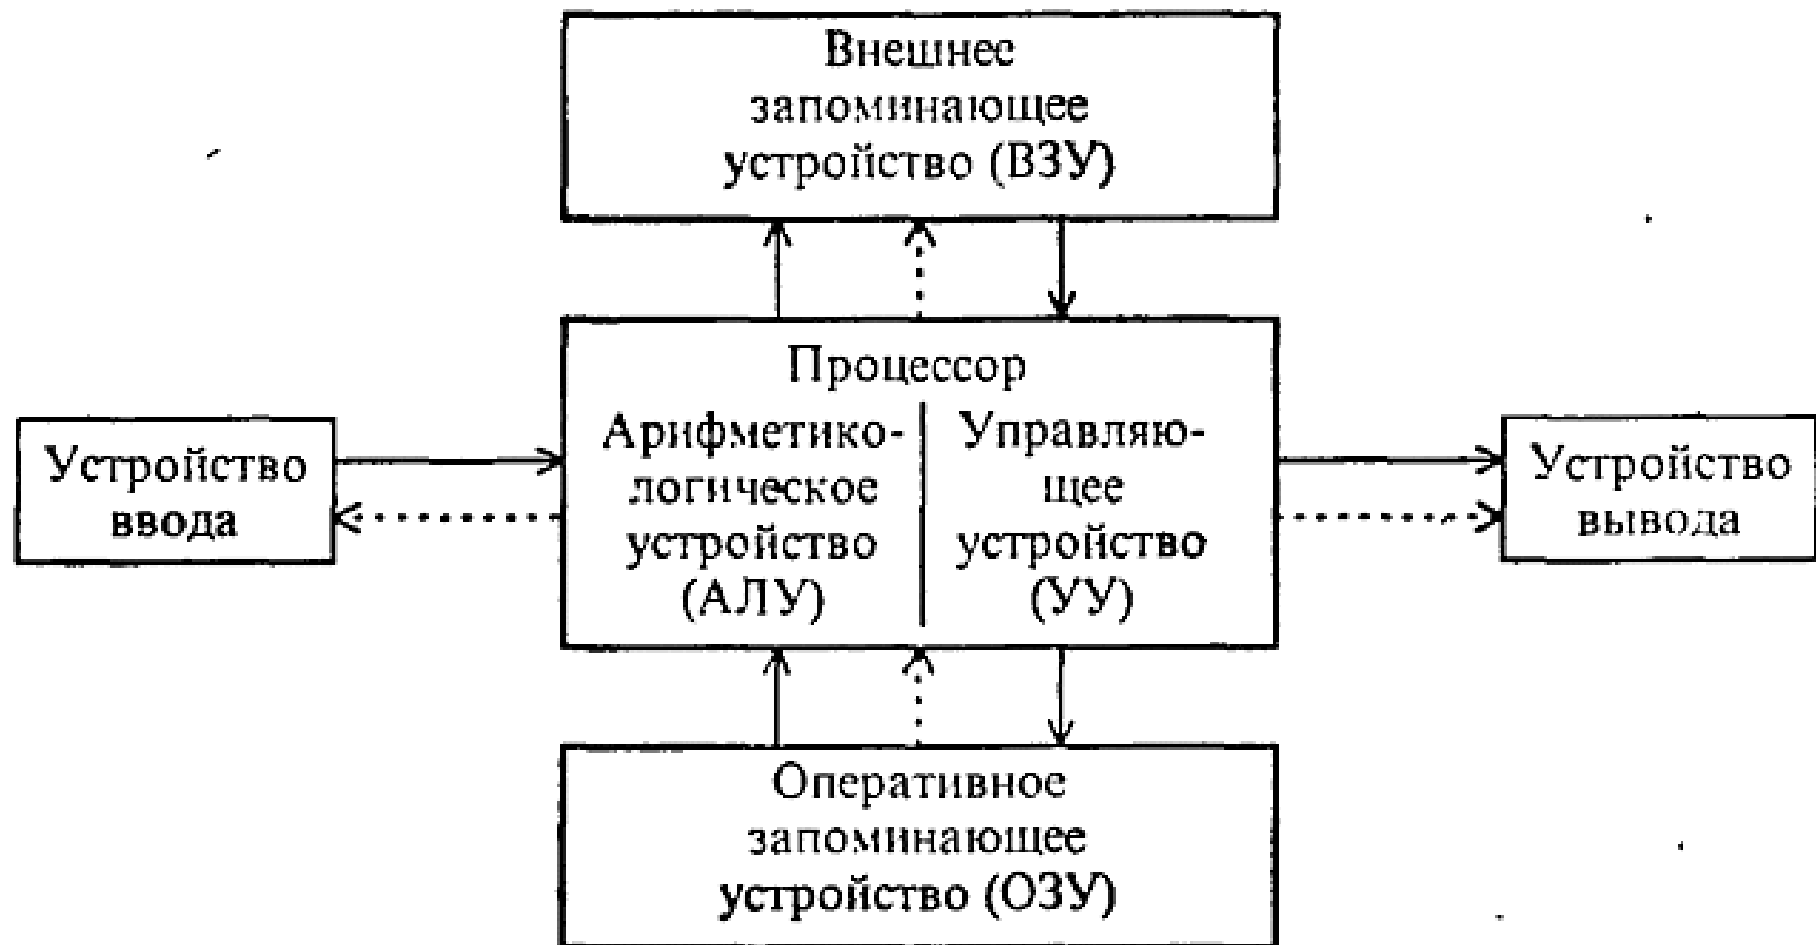 Внешнее
запоминающее
устройство (ВЗУ)
Процессор
Арифметико-
логическое
устройство
(АЛУ)
Управляю-
щее
устройство
(УУ)
Устройство
ввода
Устройство
вывода
Оперативное
запоминающее
устройство (ОЗУ)